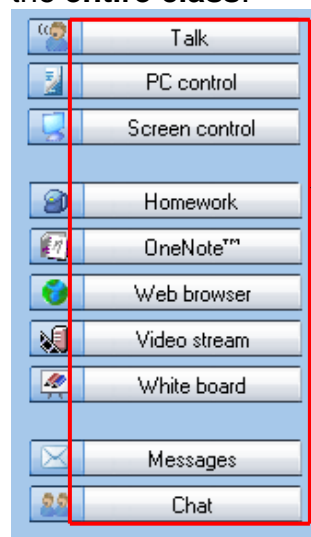 the entire class.
Talk
PC control
Screen control
Homework
OneNote™
Web browser
Video stream
White board
Messages
Chat